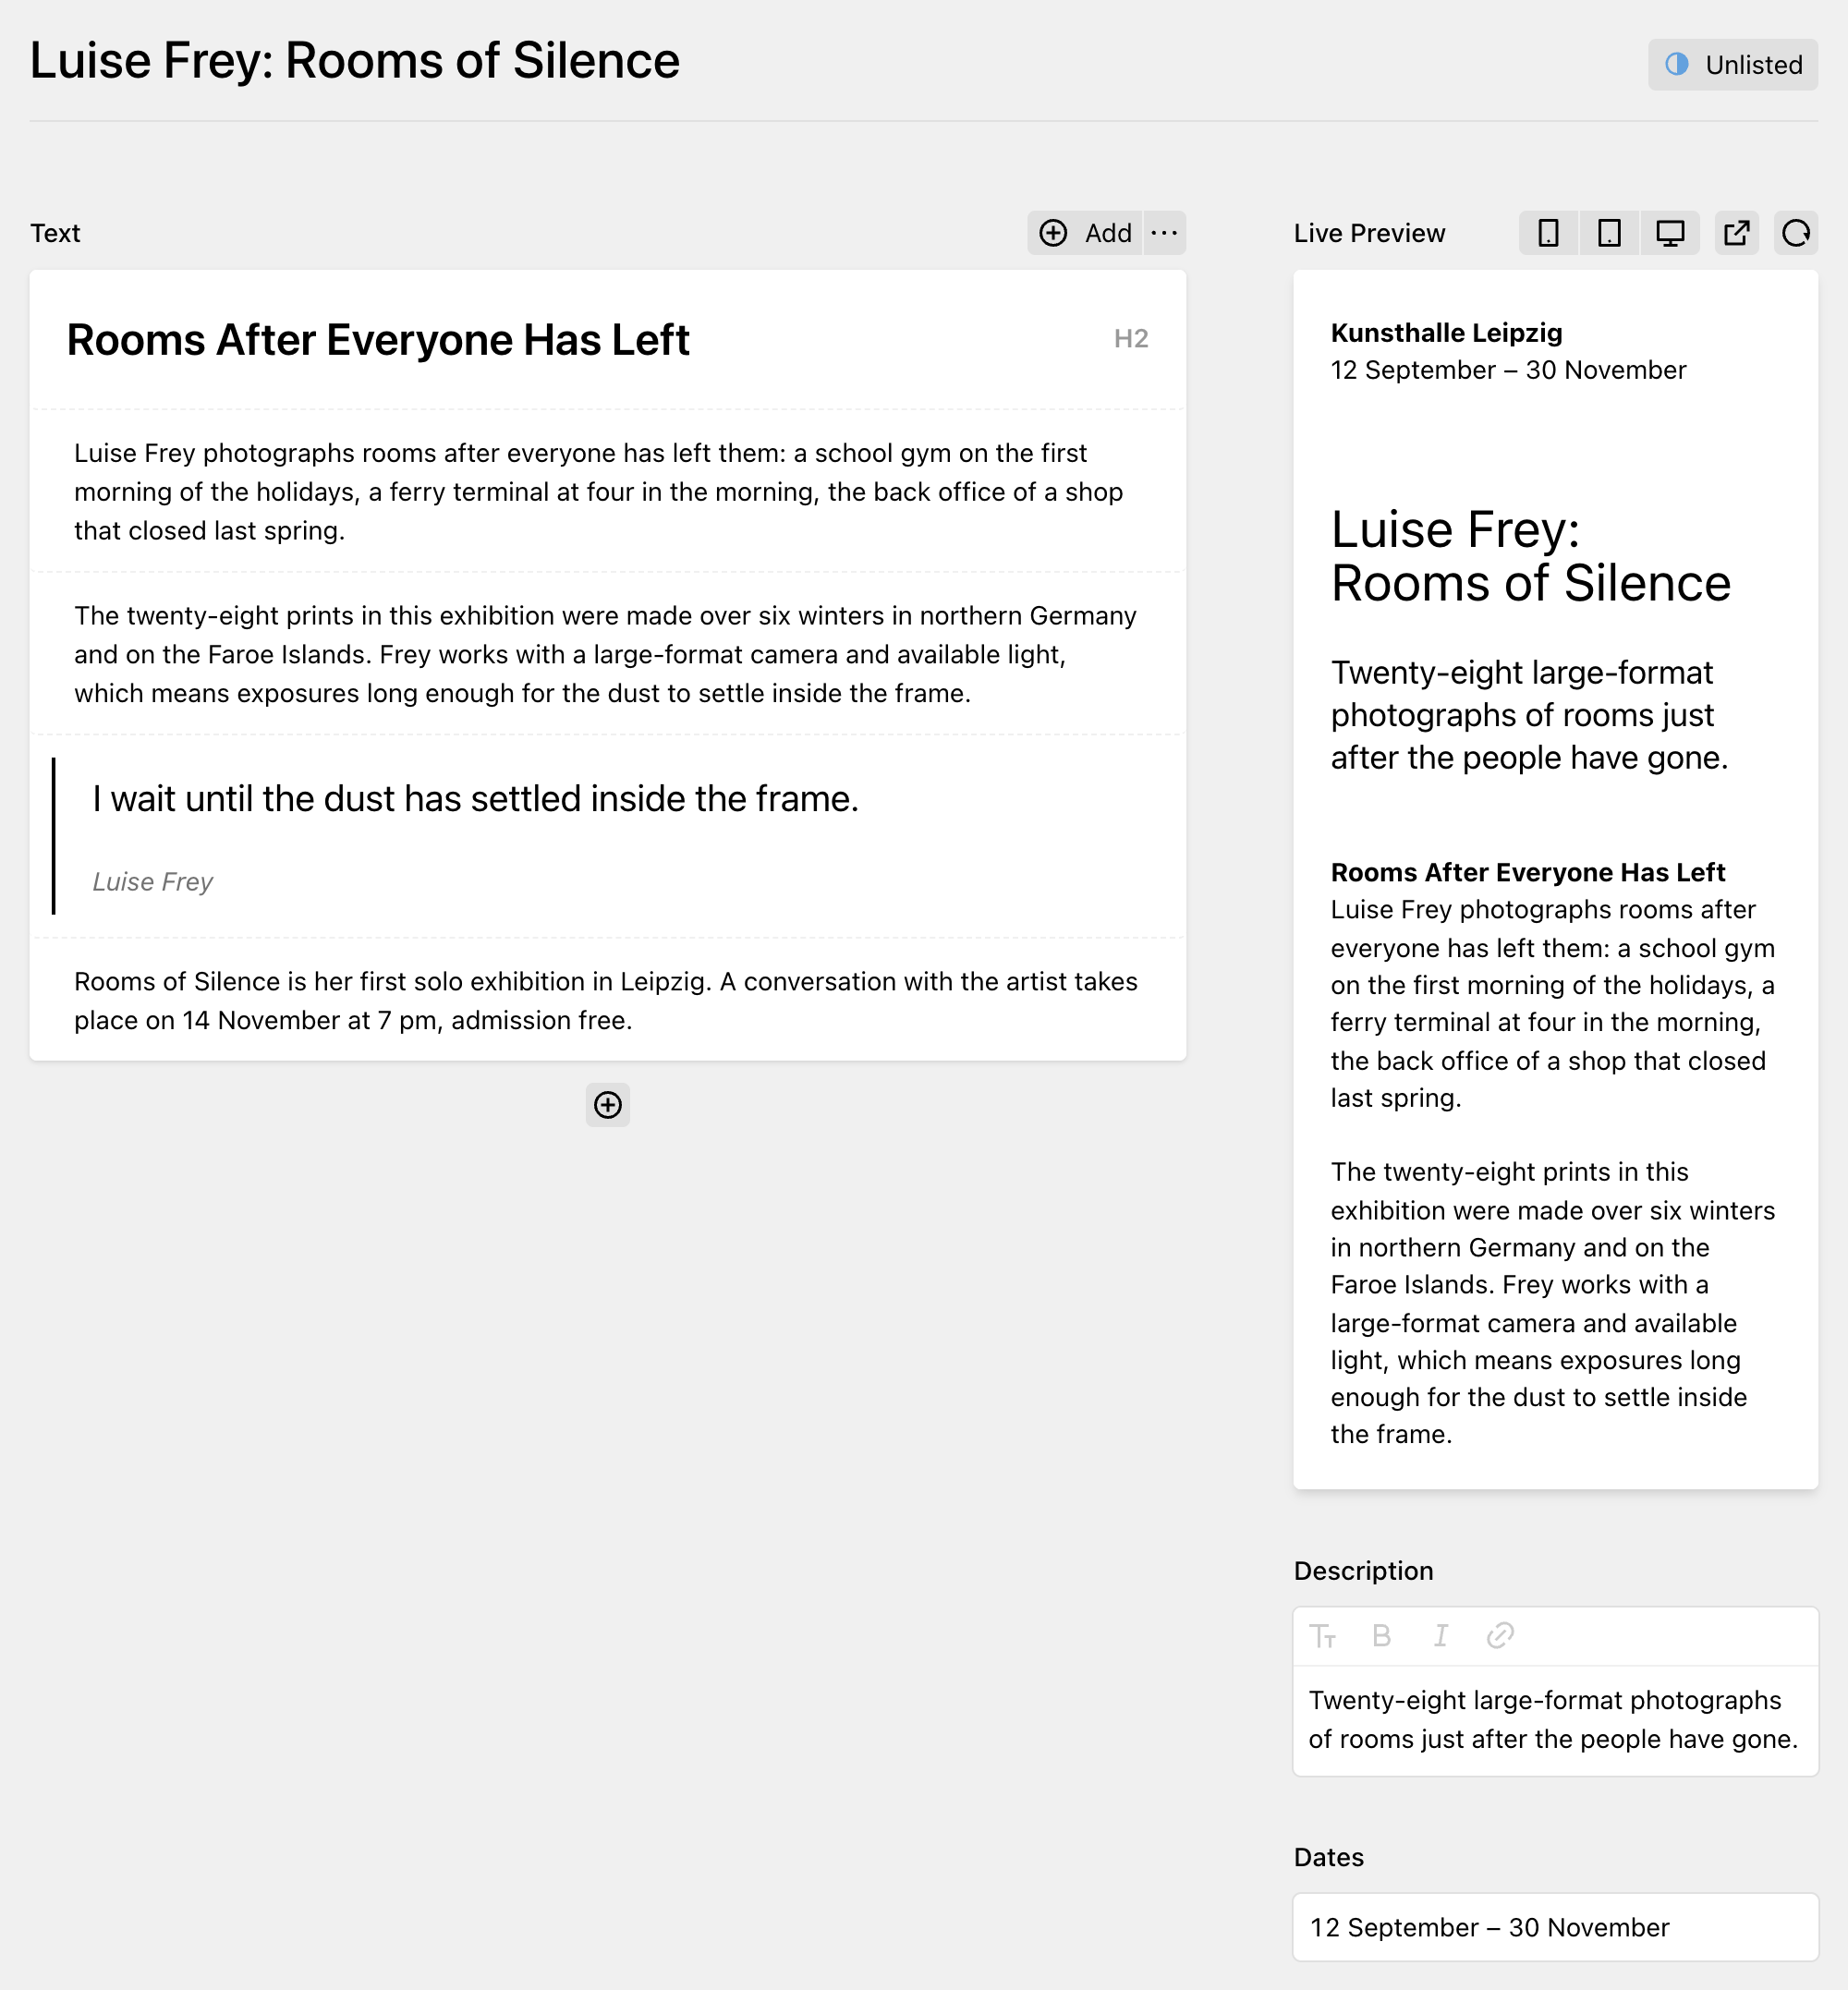 Luise Frey: Rooms of Silence
Unlisted
Text
Add
Rooms After Everyone Has Left
H2
Luise Frey photographs rooms after everyone has left them: a school gym on the first
morning of the holidays, a ferry terminal at four in the morning, the back office of a shop
that closed last spring.
The twenty-eight prints in this exhibition were made over six winters in northern Germany
and on the Faroe Islands. Frey works with a large-format camera and available light,
which means exposures long enough for the dust to settle inside the frame.
I wait until the dust has settled inside the frame.
Luise Frey
Rooms of Silence is her first solo exhibition in Leipzig. A conversation with the artist takes
place on 14 November at 7 pm, admission free.
Live Preview
Kunsthalle Leipzig
12 September – 30 November
Luise Frey:
Rooms of Silence
Twenty-eight large-format
photographs of rooms just
after the people have gone.
Rooms After Everyone Has Left
Luise Frey photographs rooms after
everyone has left them: a school gym
on the first morning of the holidays, a
ferry terminal at four in the morning,
the back office of a shop that closed
last spring.
The twenty-eight prints in this
exhibition were made over six winters
in northern Germany and on the
Faroe Islands. Frey works with a
large-format camera and available
light, which means exposures long
enough for the dust to settle inside
the frame.
Description
Twenty-eight large-format photographs
of rooms just after the people have gone.
Dates
12 September – 30 November